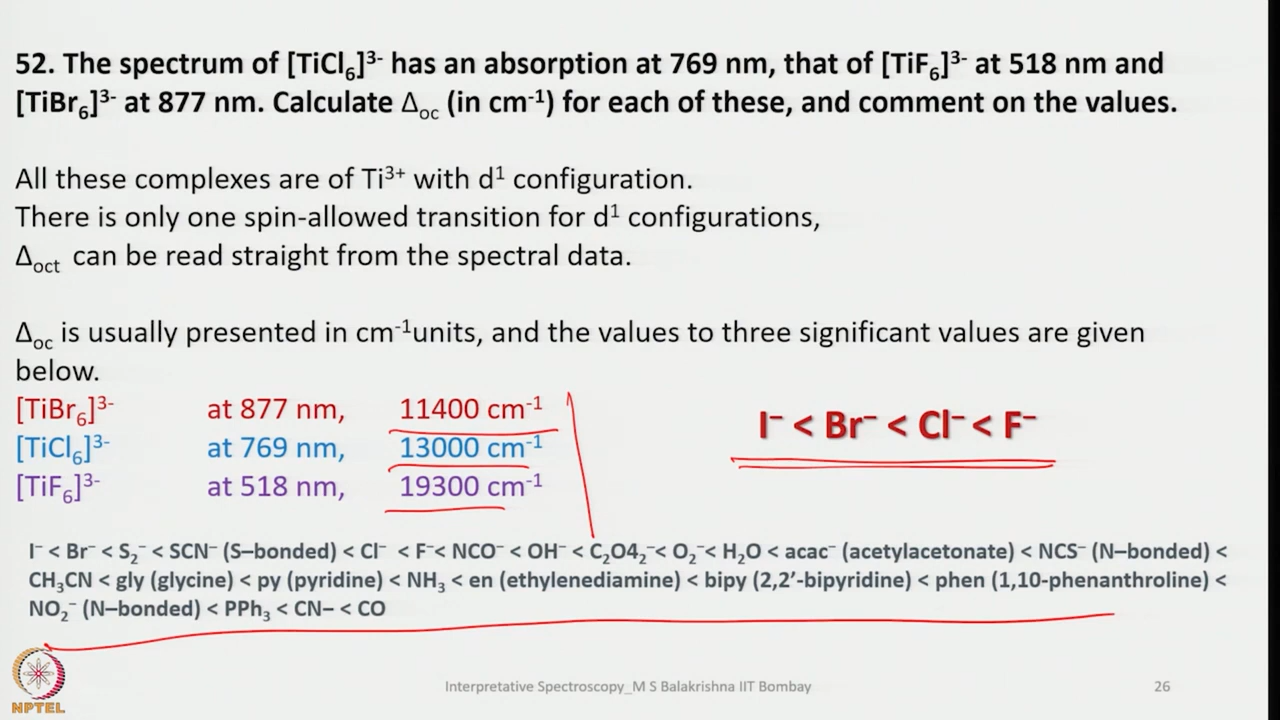 52. The spectrum of [TiCl₆]³⁻ has an absorption at 769 nm, that of [TiF₆]³⁻ at 518 nm and
[TiBr₆]³⁻ at 877 nm. Calculate Δoc (in cm⁻¹) for each of these, and comment on the values.
All these complexes are of Ti³⁺ with d¹ configuration.
There is only one spin-allowed transition for d¹ configurations,
Δoct can be read straight from the spectral data.
Δoc is usually presented in cm⁻¹units, and the values to three significant values are given
below.
[TiBr₆]³⁻ at 877 nm, 11400 cm⁻¹
[TiCl₆]³⁻ at 769 nm, 13000 cm⁻¹
[TiF₆]³⁻ at 518 nm, 19300 cm⁻¹
I⁻ < Br⁻ < Cl⁻ < F⁻
I⁻ < Br⁻ < S₂⁻ < SCN⁻ (S–bonded) < Cl⁻ < F⁻< NCO⁻ < OH⁻ < C₂O4₂⁻< O₂⁻< H₂O < acac⁻ (acetylacetonate) < NCS⁻ (N–bonded) <
CH₃CN < gly (glycine) < py (pyridine) < NH₃ < en (ethylenediamine) < bipy (2,2’-bipyridine) < phen (1,10-phenanthroline) <
NO₂⁻ (N–bonded) < PPh₃ < CN– < CO
NPTEL
Interpretative Spectroscopy_M S Balakrishna IIT Bombay
26